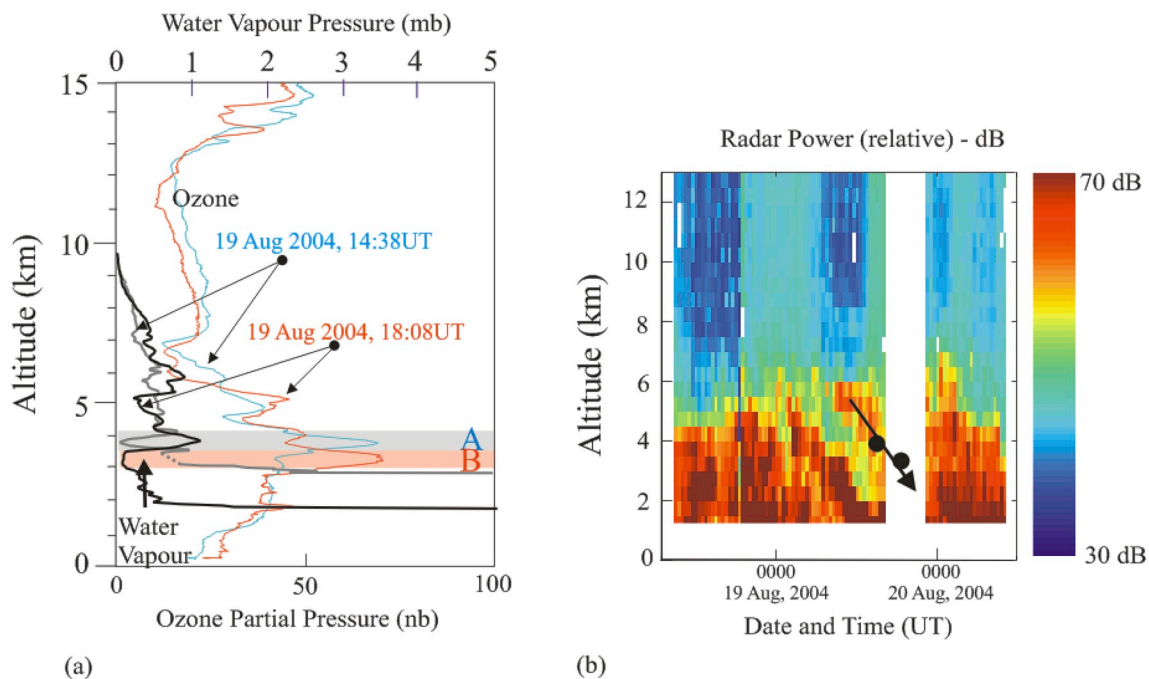 Water Vapour Pressure (mb)
0 1 2 3 4 5
15
10
5
0
Altitude (km)
Ozone
19 Aug 2004, 14:38UT
19 Aug 2004, 18:08UT
A
B
Water
Vapour
0 50 100
Ozone Partial Pressure (nb)
(a)
Radar Power (relative) - dB
70 dB
30 dB
12
10
8
6
4
2
0
Altitude (km)
0000 0000
19 Aug, 2004 20 Aug, 2004
Date and Time (UT)
(b)